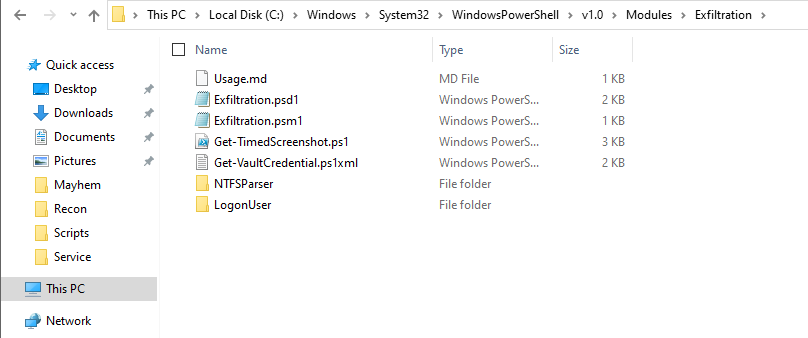 This PC > Local Disk (C:) > Windows > System32 > WindowsPowerShell > v1.0 > Modules > Exfiltration >
Name Type Size
Quick access
Desktop
Downloads
Documents
Pictures
Mayhem
Recon
Scripts
Service
This PC
Network
Usage.md MD File 1 KB
Exfiltration.psd1 Windows PowerS... 2 KB
Exfiltration.psm1 Windows PowerS... 1 KB
Get-TimedScreenshot.ps1 Windows PowerS... 3 KB
Get-VaultCredential.ps1xml Windows PowerS... 2 KB
NTFSParser File folder
LogonUser File folder